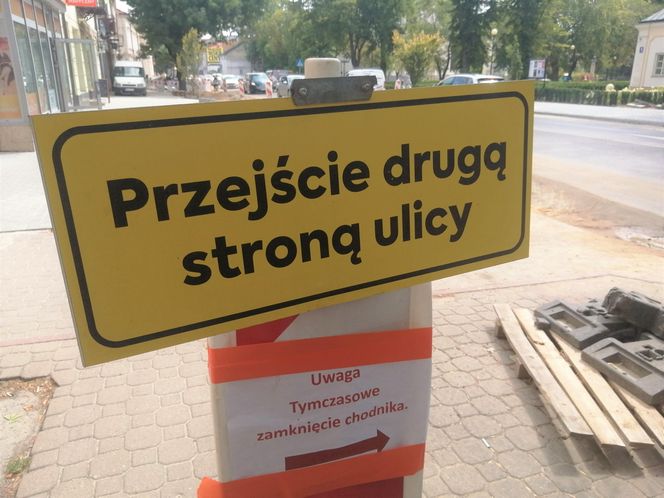 Przejście drugą
stroną ulicy
Uwaga
Tymczasowe
zamknięcie chodnika.